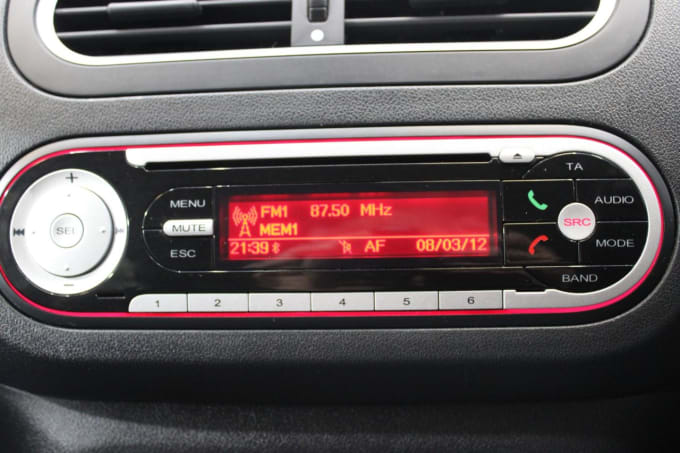 TA
MENU
FM1 87.50 MHz
AUDIO
MUTE
MEM1
SRC
SEL
ESC
21:39 AF 08/03/12
MODE
BAND
1 2 3 4 5 6